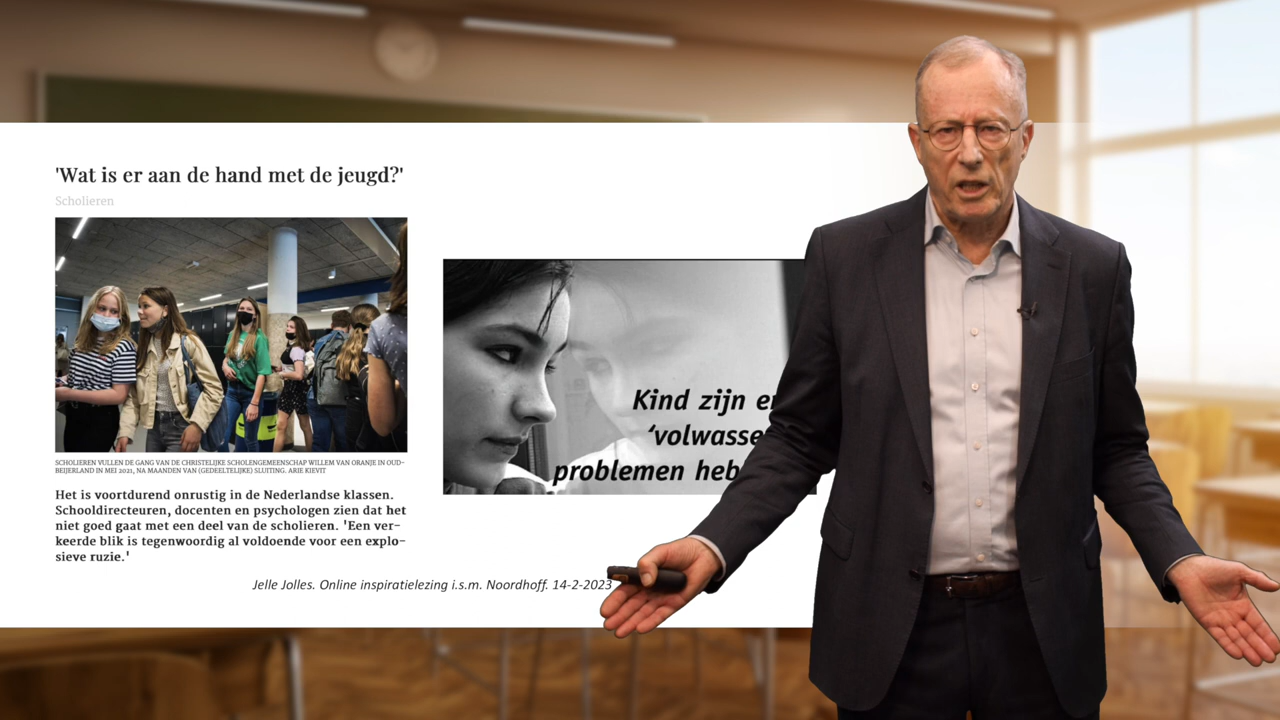 'Wat is er aan de hand met de jeugd?'
Scholieren
SCHOLIEREN VULLEN DE GANG VAN DE CHRISTELIJKE SCHOLENGEMEENSCHAP WILLEM VAN ORANJE IN OUD-
BEIJERLAND IN MEI 2021, NA MAANDEN VAN (GEDEELTELIJKE) SLUITING. ARIE KIEVIT
Het is voortdurend onrustig in de Nederlandse klassen.
Schooldirecteuren, docenten en psychologen zien dat het
niet goed gaat met een deel van de scholieren. 'Een ver-
keerde blik is tegenwoordig al voldoende voor een explo-
sieve ruzie.'
Kind zijn
'volwasse
problemen heb
Jelle Jolles. Online inspiratielezing i.s.m. Noordhoff. 14-2-2023